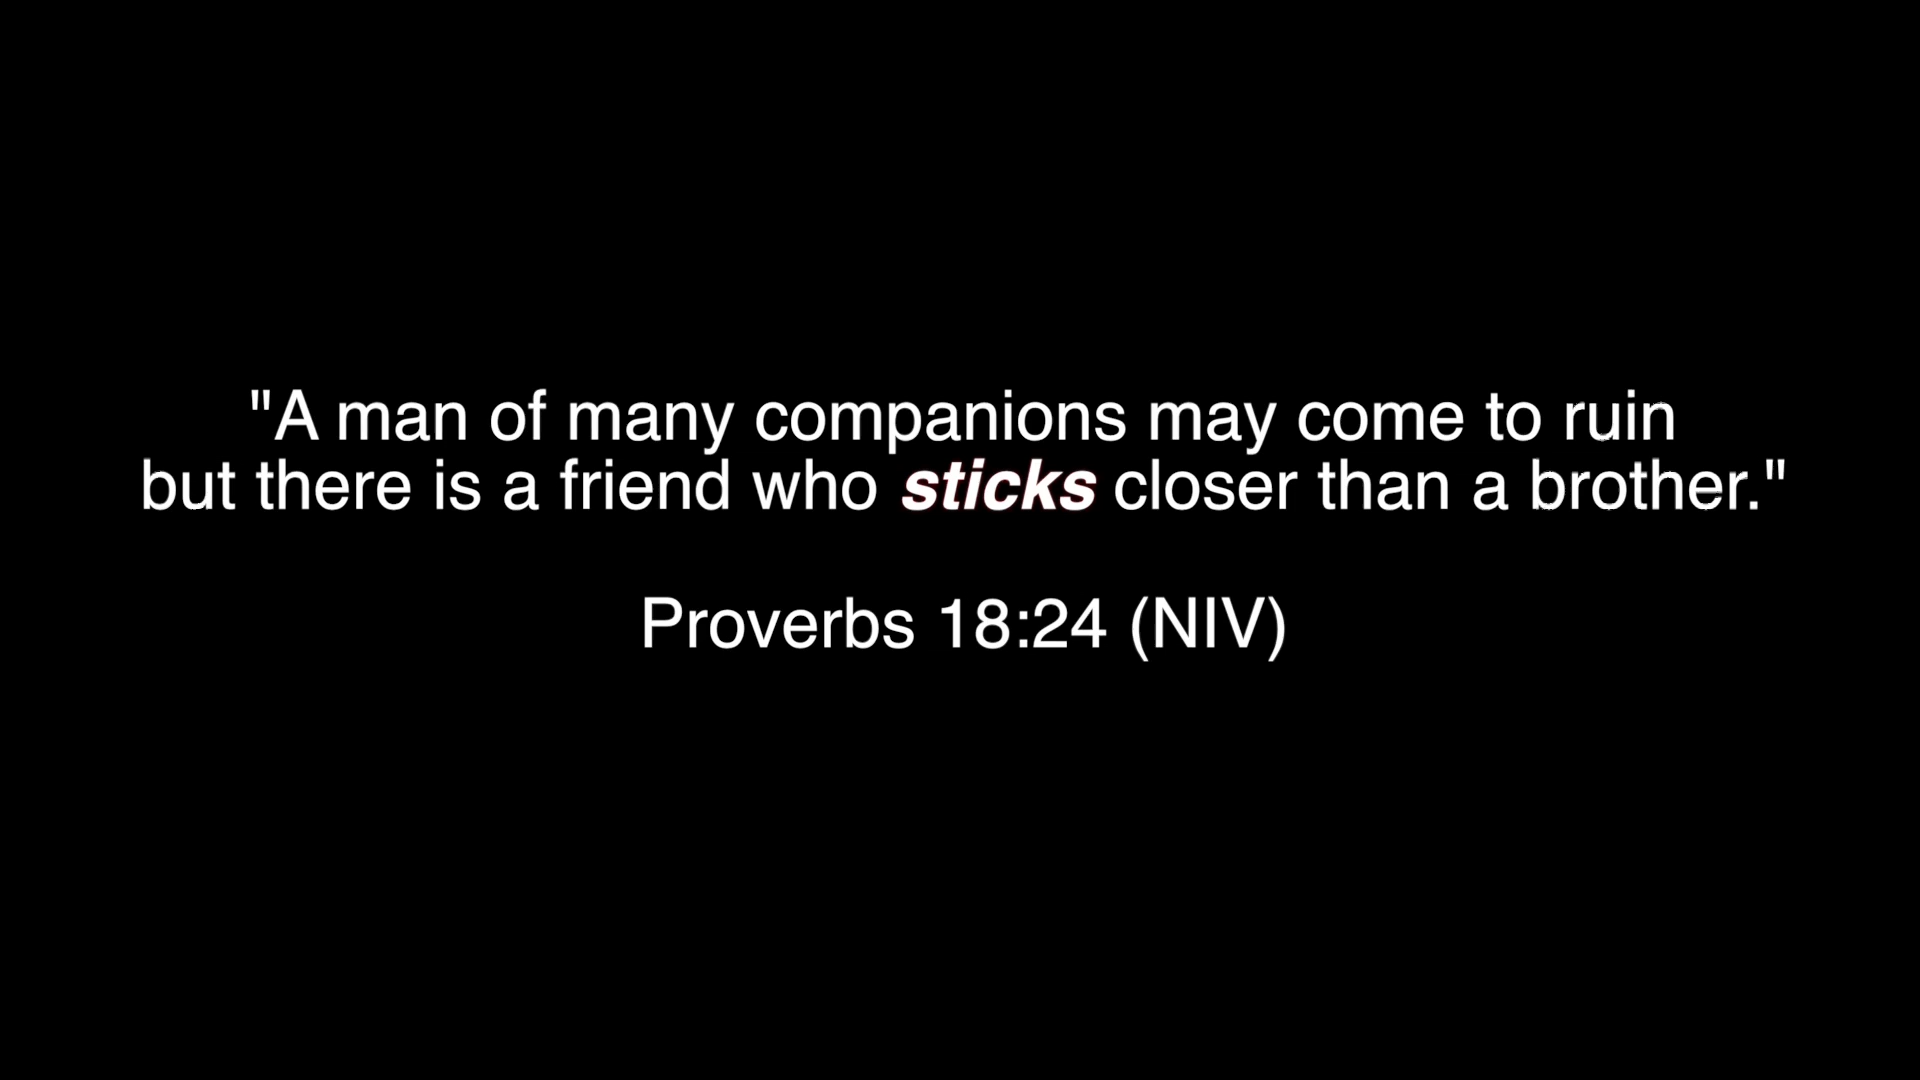 "A man of many companions may come to ruin
but there is a friend who sticks closer than a brother."
Proverbs 18:24 (NIV)